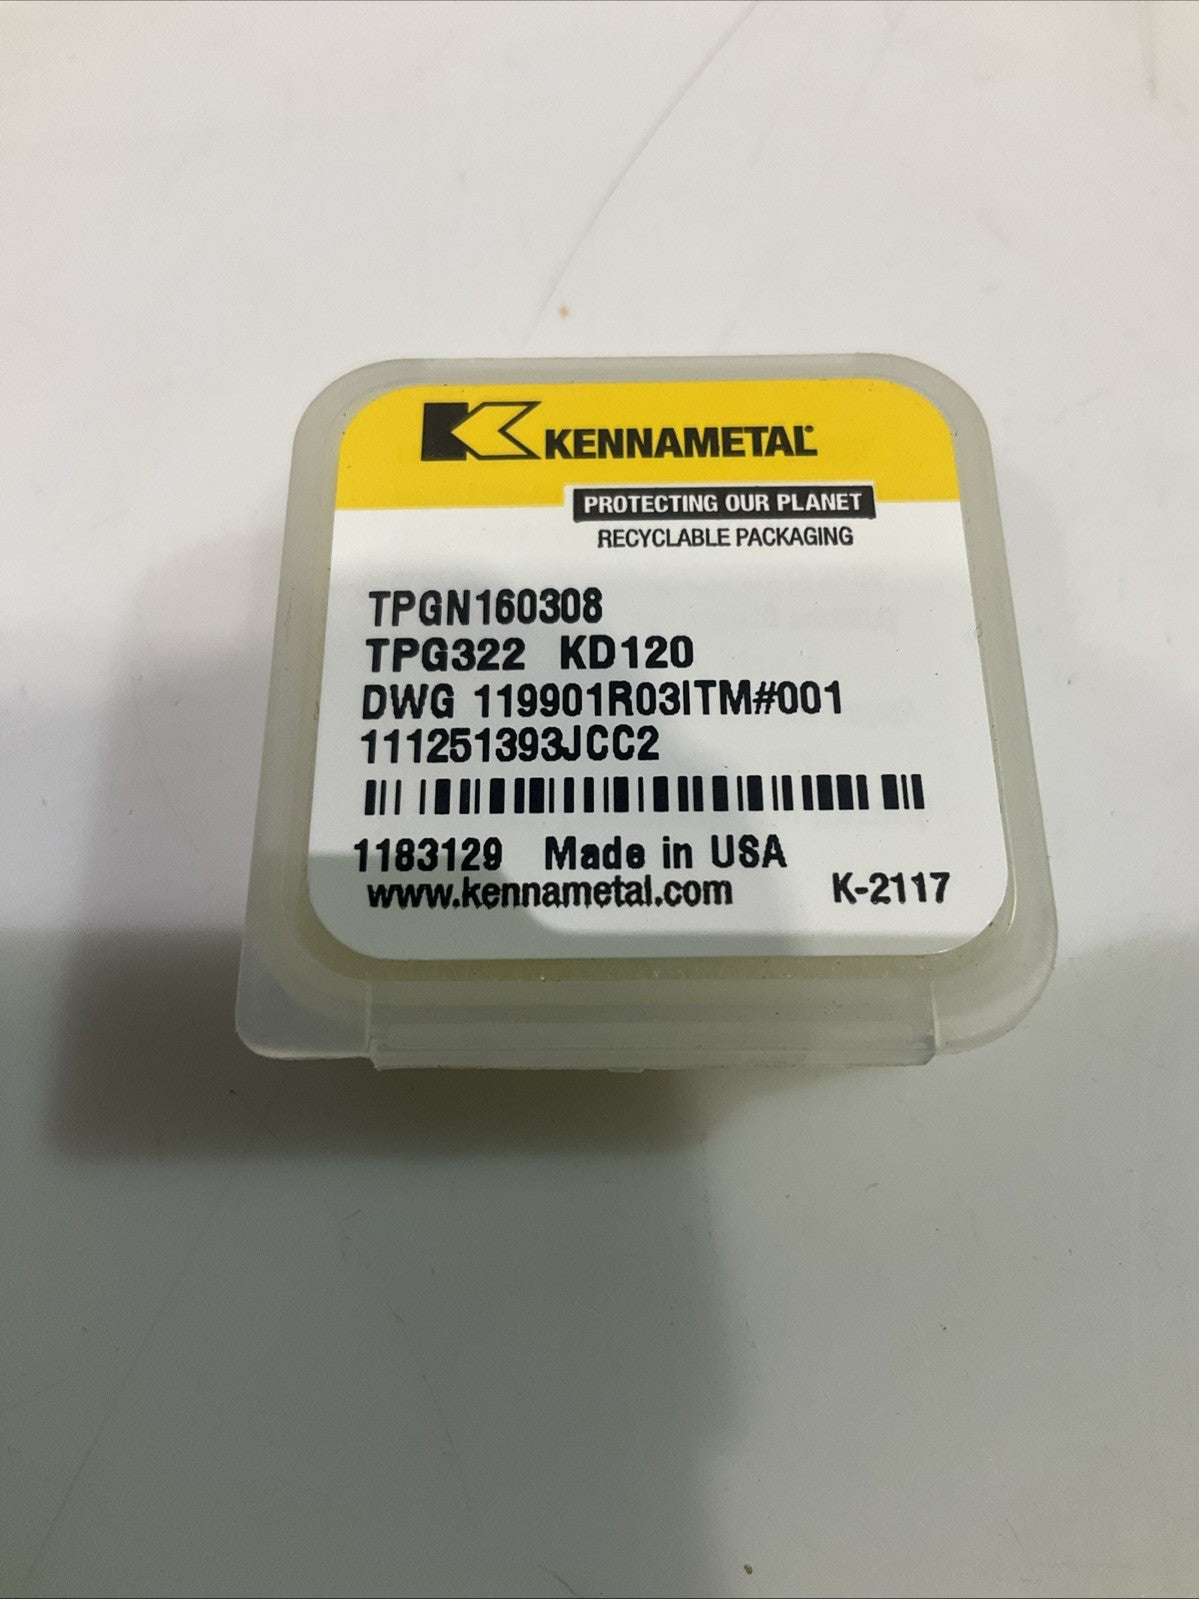 KENNAMETAL®
PROTECTING OUR PLANET
RECYCLABLE PACKAGING
TPGN160308
TPG322 KD120
DWG 119901R03ITM#001
111251393JCC2
1183129 Made in USA
www.kennametal.com K-2117